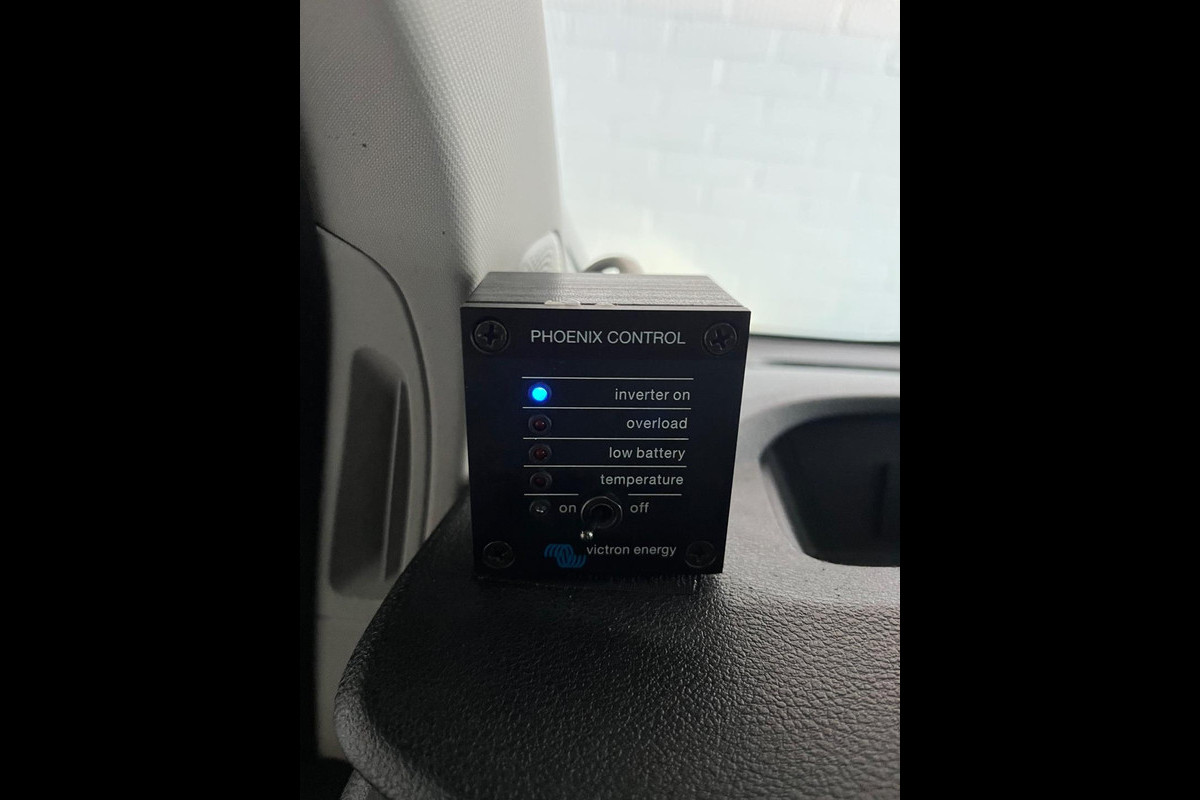 PHOENIX CONTROL
inverter on
overload
low battery
temperature
on off
victron energy